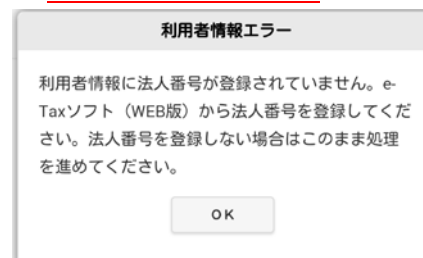 利用者情報エラー
利用者情報に法人番号が登録されていません。e-
Taxソフト（WEB版）から法人番号を登録してくだ
さい。法人番号を登録しない場合はこのまま処理
を進めてください。
OK